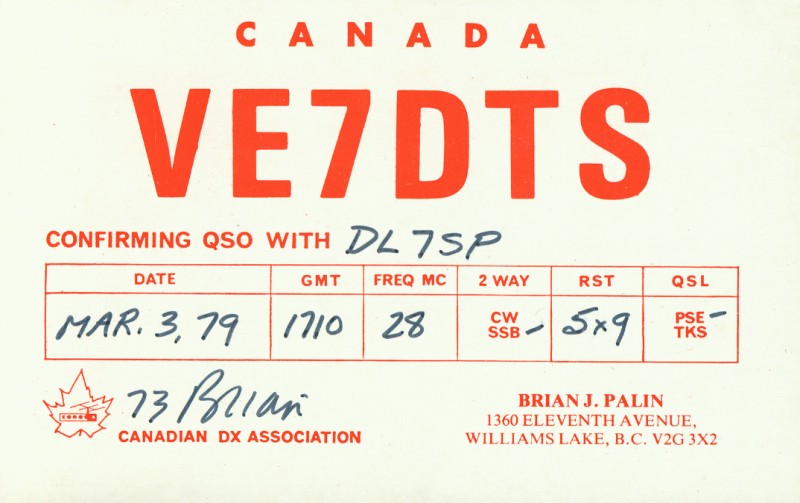 CANADA
VE7DTS
CONFIRMING QSO WITH DL7SP
DATE GMT FREQ MC 2 WAY RST QSL
MAR. 3, 79 1710 28 CW SSB - 5x9 PSE - TKS
73 Brian
CANADIAN DX ASSOCIATION
BRIAN J. PALIN
1360 ELEVENTH AVENUE,
WILLIAMS LAKE, B.C. V2G 3X2